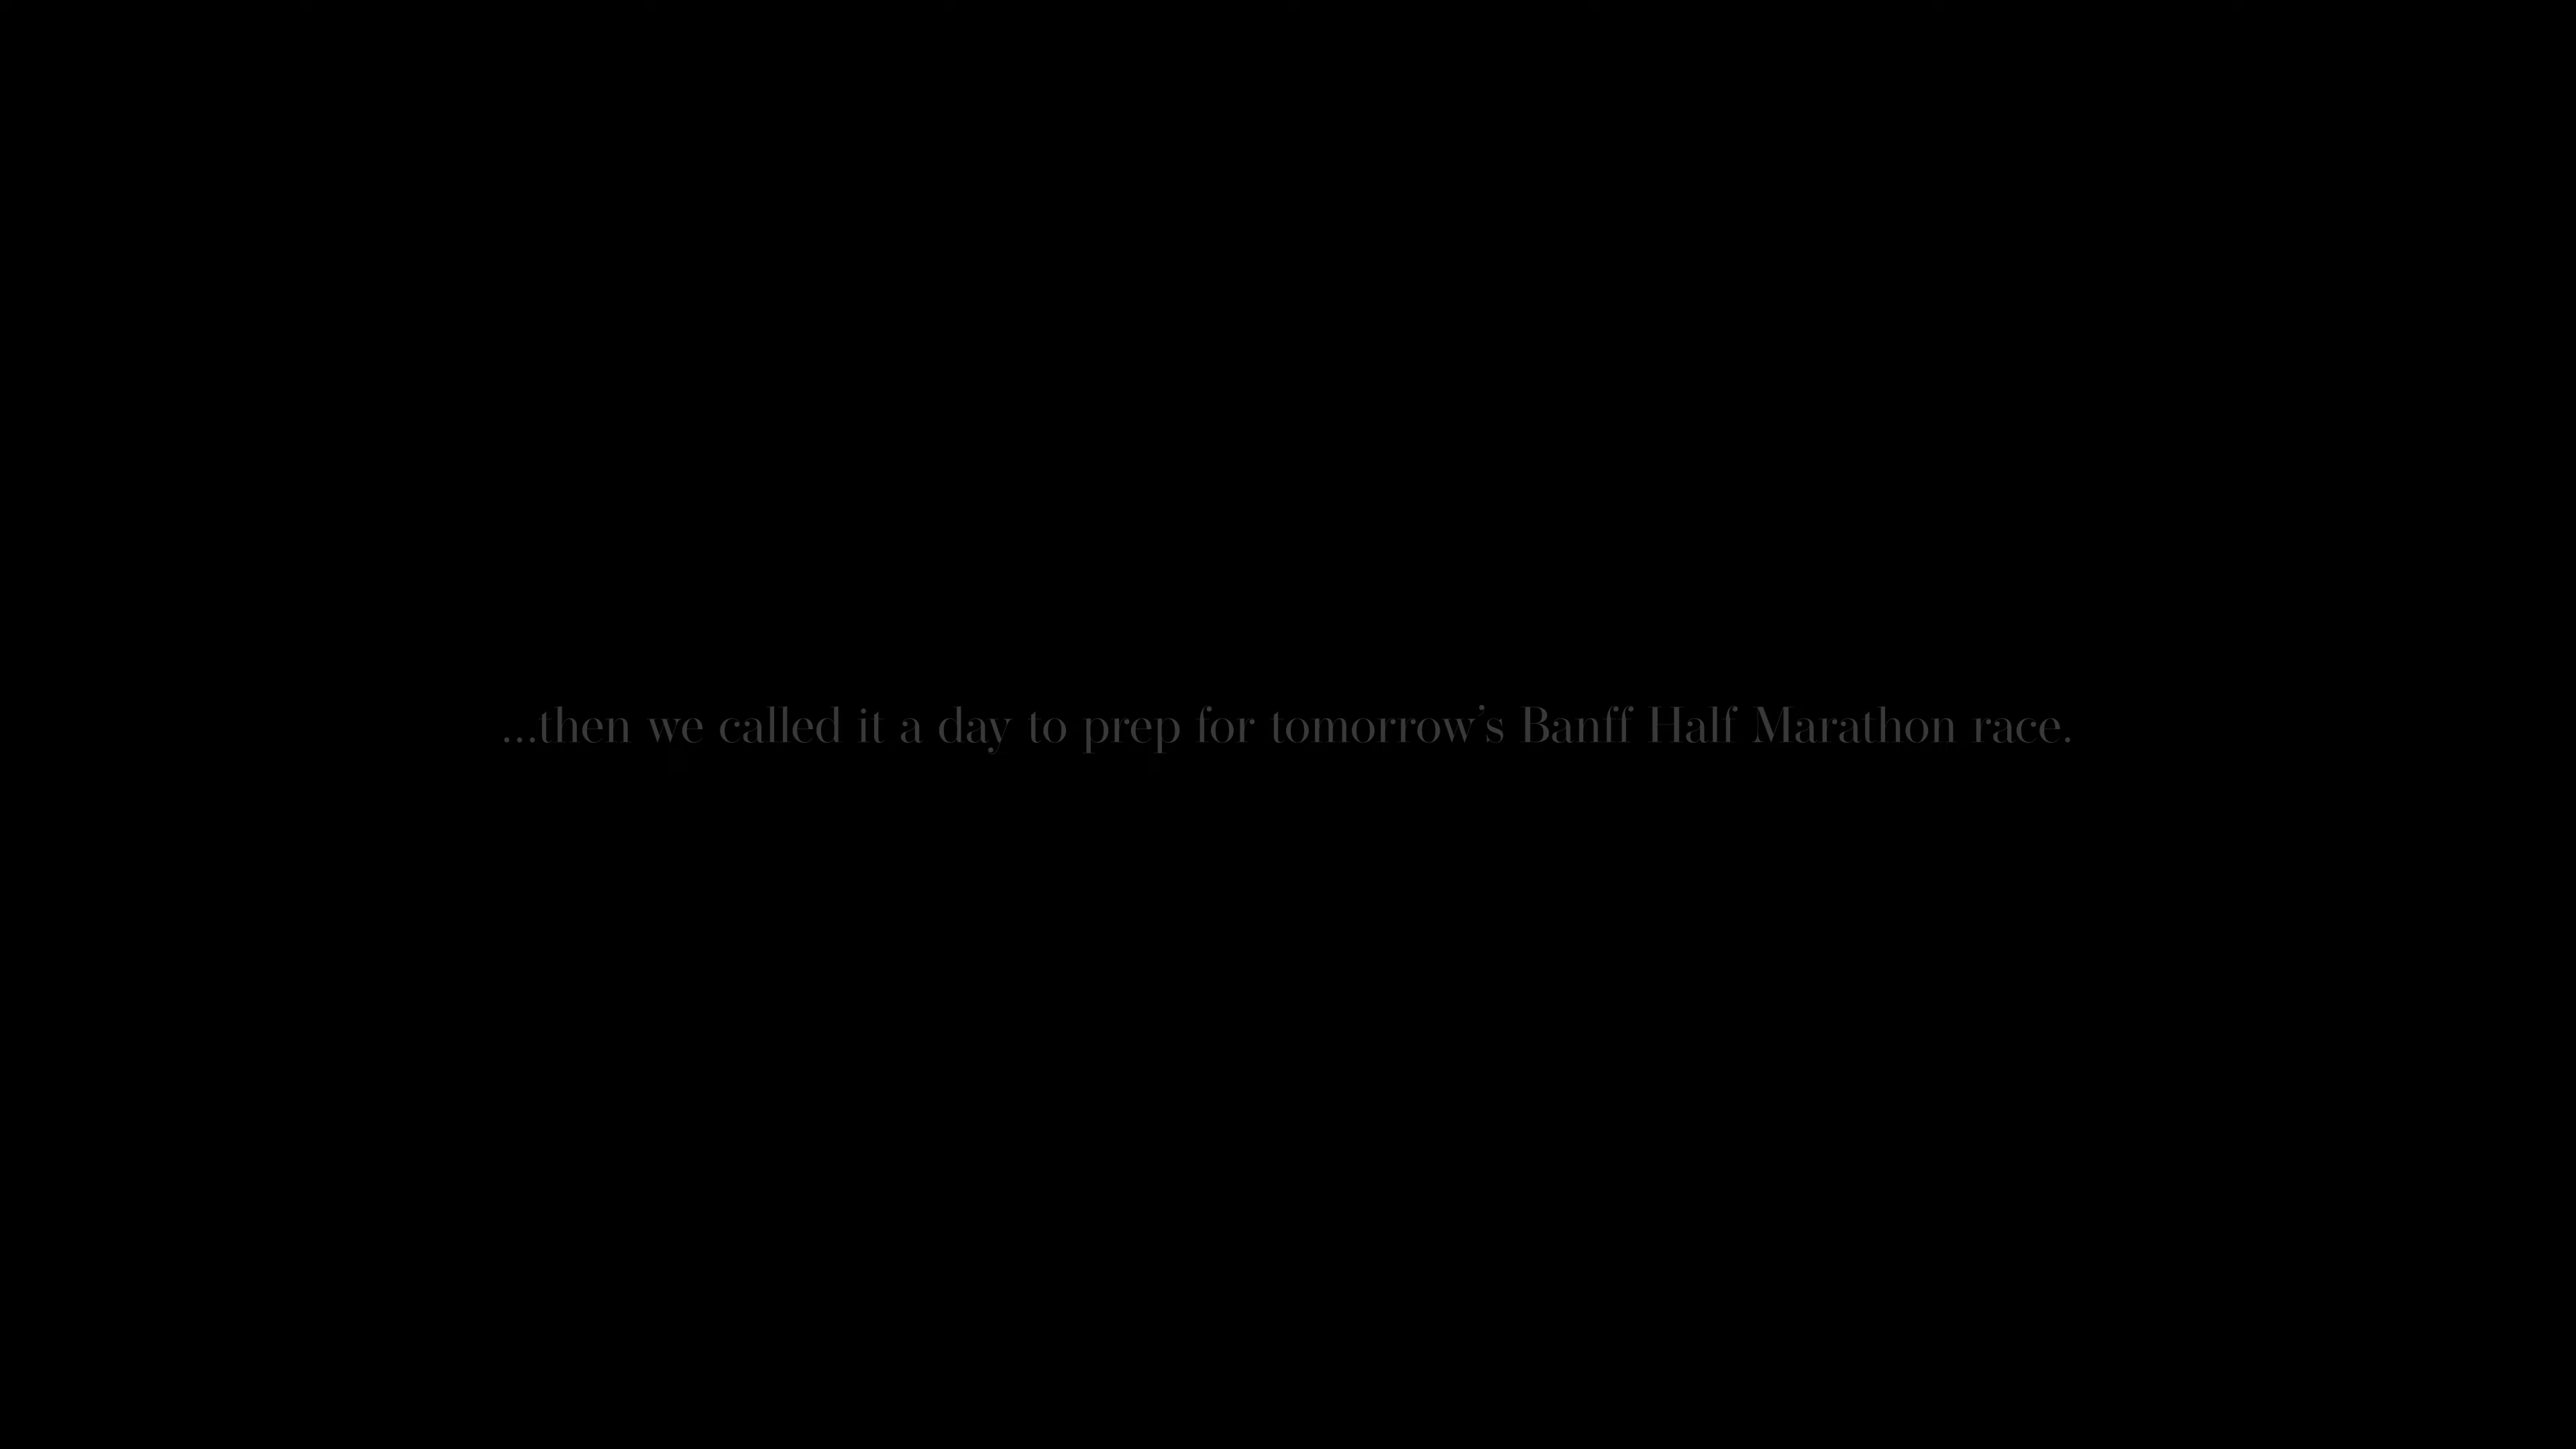 ...then we called it a day to prep for tomorrow’s Banff Half Marathon race.